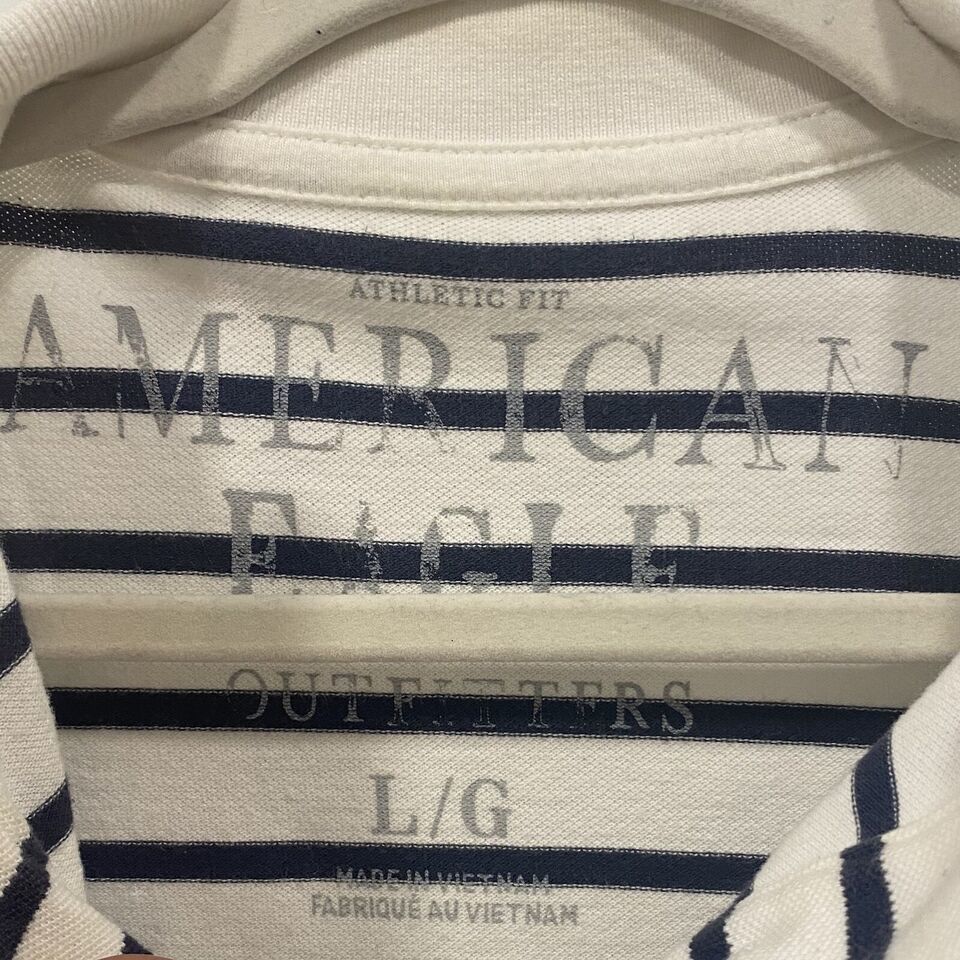 ATHLETIC FIT
AMERICAN
EAGLE
OUTFITTERS
L/G
MADE IN VIETNAM
FABRIQUÉ AU VIETNAM